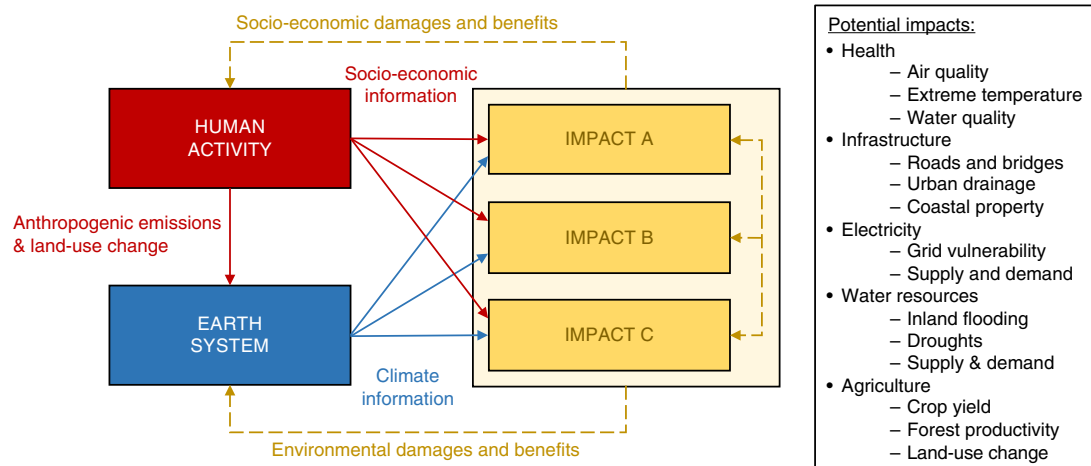 Socio-economic damages and benefits
Socio-economic
information
HUMAN
ACTIVITY
IMPACT A
Anthropogenic emissions
& land-use change
IMPACT B
EARTH
SYSTEM
IMPACT C
Climate
information
Environmental damages and benefits
Potential impacts:
• Health
– Air quality
– Extreme temperature
– Water quality
• Infrastructure
– Roads and bridges
– Urban drainage
– Coastal property
• Electricity
– Grid vulnerability
– Supply and demand
• Water resources
– Inland flooding
– Droughts
– Supply & demand
• Agriculture
– Crop yield
– Forest productivity
– Land-use change